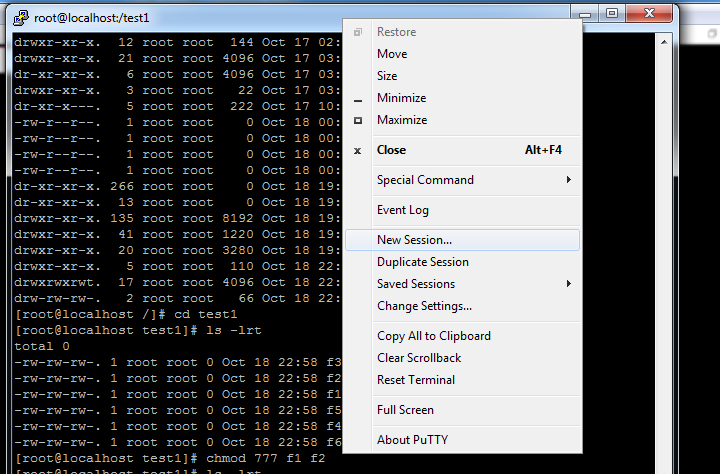 root@localhost:/test1
drwxr-xr-x. 12 root root 144 Oct 17 02:
drwxr-xr-x. 21 root root 4096 Oct 17 03:
dr-xr-xr-x. 6 root root 4096 Oct 17 03:
drwxr-xr-x. 3 root root 22 Oct 17 03:
dr-xr-x---. 5 root root 222 Oct 17 10:
-rw-r--r--. 1 root root 0 Oct 18 00:
-rw-r--r--. 1 root root 0 Oct 18 00:
-rw-r--r--. 1 root root 0 Oct 18 00:
-rw-r--r--. 1 root root 0 Oct 18 00:
dr-xr-xr-x. 266 root root 0 Oct 18 19:
dr-xr-xr-x. 13 root root 0 Oct 18 19:
drwxr-xr-x. 135 root root 8192 Oct 18 19:
drwxr-xr-x. 41 root root 1220 Oct 18 19:
drwxr-xr-x. 20 root root 3280 Oct 18 19:
drwxr-xr-x. 5 root root 110 Oct 18 22:
drwxrwxrwt. 17 root root 4096 Oct 18 22:
drw-rw-rw-. 2 root root 66 Oct 18 22:
[root@localhost /]# cd test1
[root@localhost test1]# ls -lrt
total 0
-rw-rw-rw-. 1 root root 0 Oct 18 22:58 f3
-rw-rw-rw-. 1 root root 0 Oct 18 22:58 f2
-rw-rw-rw-. 1 root root 0 Oct 18 22:58 f1
-rw-rw-rw-. 1 root root 0 Oct 18 22:58 f5
-rw-rw-rw-. 1 root root 0 Oct 18 22:58 f4
-rw-rw-rw-. 1 root root 0 Oct 18 22:58 f6
[root@localhost test1]# chmod 777 f1 f2
[root@localhost test1]# ls -lrt
Restore
Move
Size
Minimize
Maximize
Close Alt+F4
Special Command
Event Log
New Session...
Duplicate Session
Saved Sessions
Change Settings...
Copy All to Clipboard
Clear Scrollback
Reset Terminal
Full Screen
About PuTTY